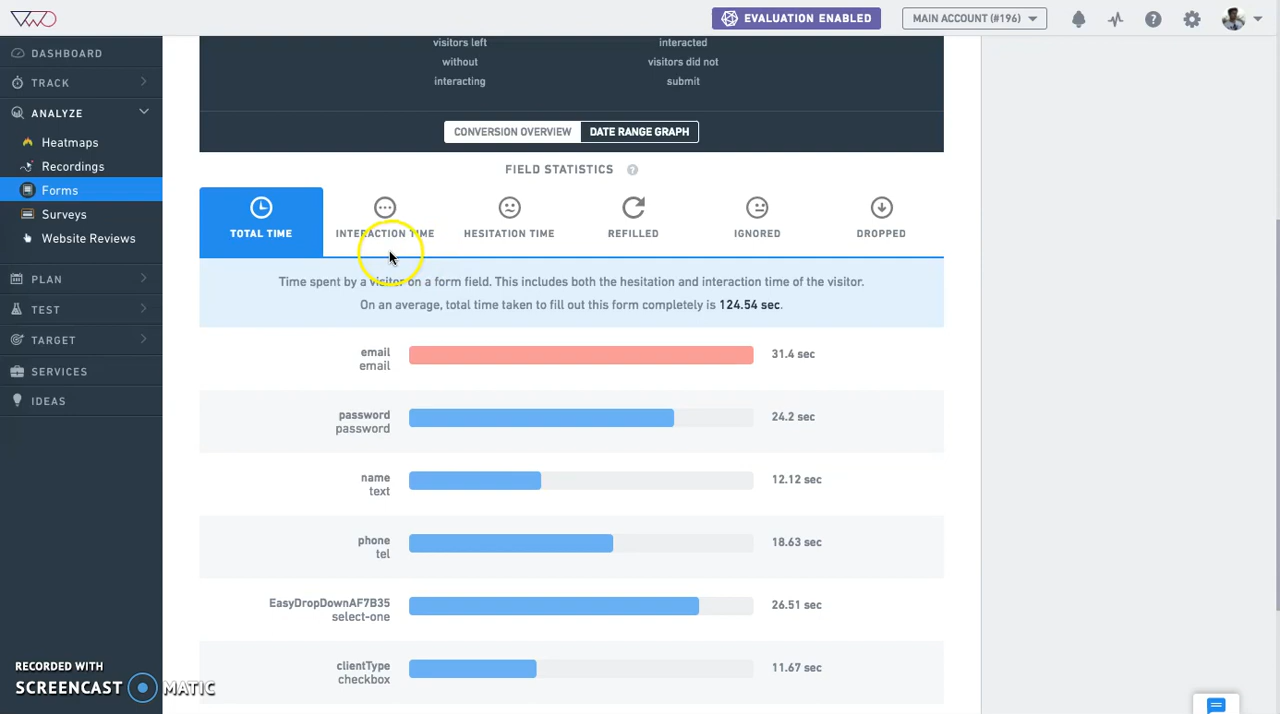 VWO
EVALUATION ENABLED
MAIN ACCOUNT (#196)
DASHBOARD
TRACK
ANALYZE
Heatmaps
Recordings
Forms
Surveys
Website Reviews
PLAN
TEST
TARGET
SERVICES
IDEAS
visitors left
without
interacting
interacted
visitors did not
submit
CONVERSION OVERVIEW
DATE RANGE GRAPH
FIELD STATISTICS ?
TOTAL TIME
INTERACTION TIME
HESITATION TIME
REFILLED
IGNORED
DROPPED
Time spent by a visitor on a form field. This includes both the hesitation and interaction time of the visitor.
On an average, total time taken to fill out this form completely is 124.54 sec.
email
email
31.4 sec
password
password
24.2 sec
name
text
12.12 sec
phone
tel
18.63 sec
EasyDropDownAF7B35
select-one
26.51 sec
clientType
checkbox
11.67 sec
RECORDED WITH
SCREENCAST MATIC